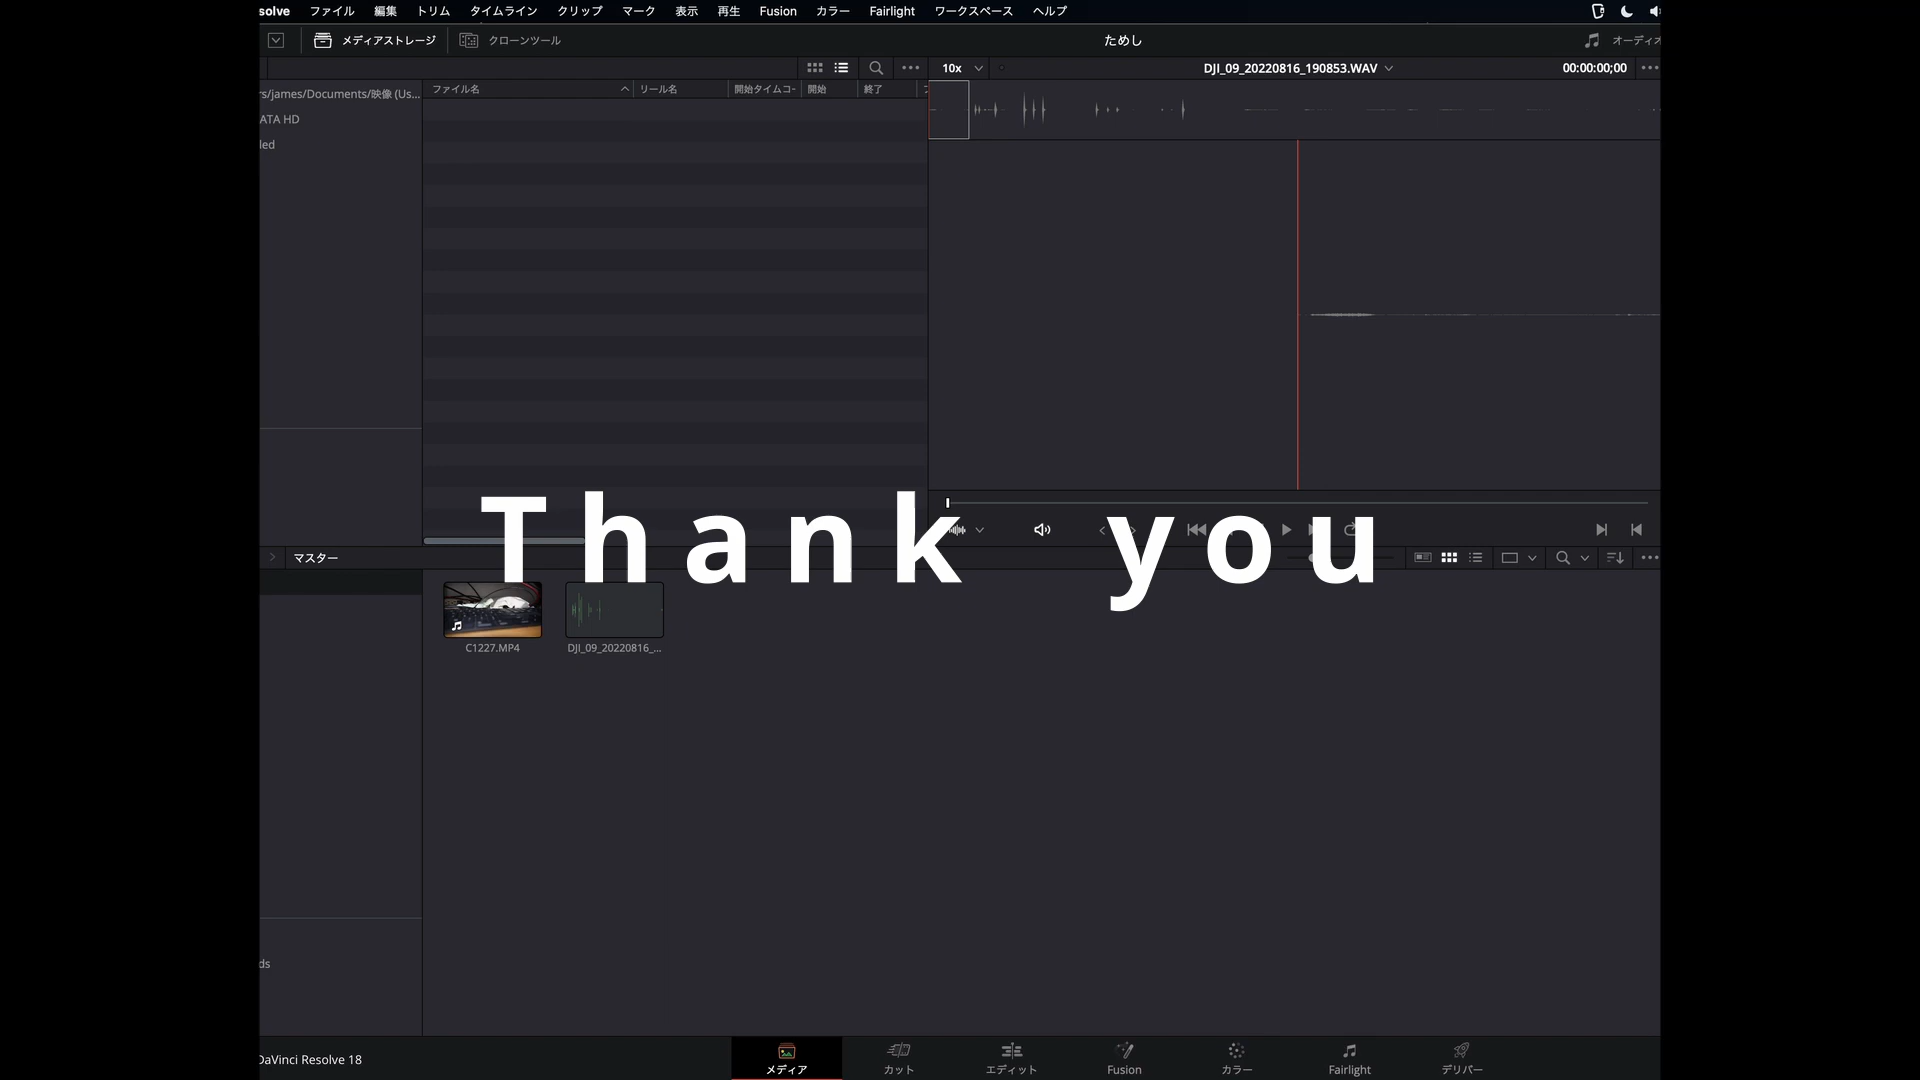 solve ファイル 編集 トリム タイムライン クリップ マーク 表示 再生 Fusion カラー Fairlight ワークスペース ヘルプ
メディアストレージ クローンツール ためし オーディオ
10x DJI_09_20220816_190853.WAV 00:00:00;00
ファイル名 リール名 開始タイムコ- 開始 終了
rs/james/Documents/映像 (Us...
ATA HD
led
Thank you
マスター
C1227.MP4 DJI_09_20220816_...
ds
DaVinci Resolve 18
メディア カット エディット Fusion カラー Fairlight デリバー